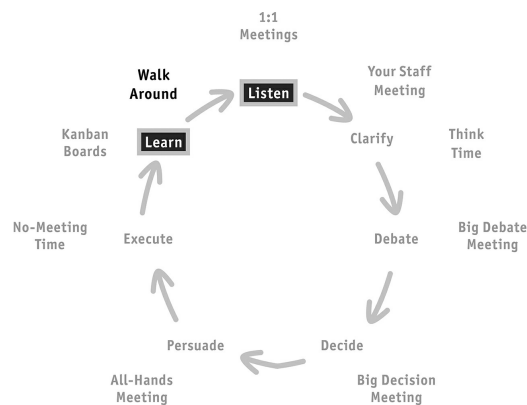 1:1
Meetings
Walk
Around
Listen
Your Staff
Meeting
Kanban
Boards
Learn
Clarify
Think
Time
No-Meeting
Time
Execute
Debate
Big Debate
Meeting
Persuade
Decide
All-Hands
Meeting
Big Decision
Meeting